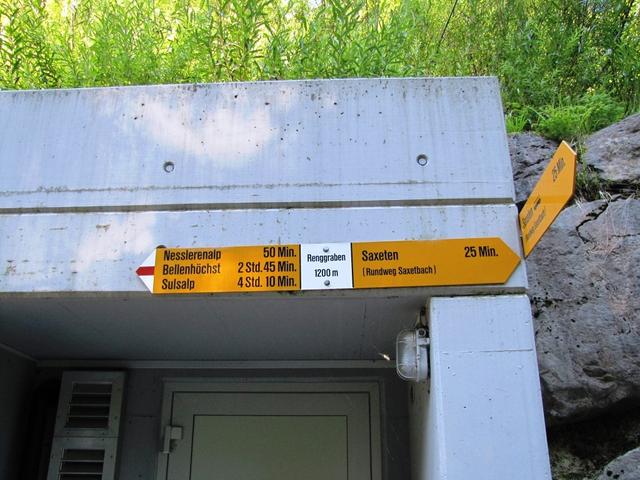 Nesslerenalp 50 Min.
Bellenhöchst 2 Std. 45 Min.
Sulsalp 4 Std. 10 Min.
Renggraben
1200 m
Saxeten 25 Min.
(Rundweg Saxetbach)
25 Min.